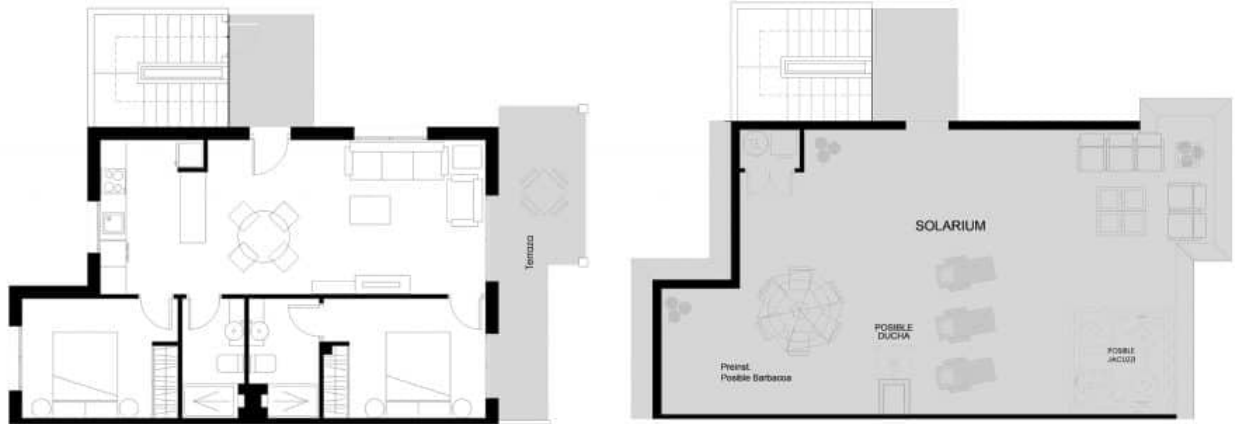 Terraza
SOLARIUM
POSIBLE
DUCHA
Preinst.
Posible Barbacoa
POSIBLE
JACUZZI